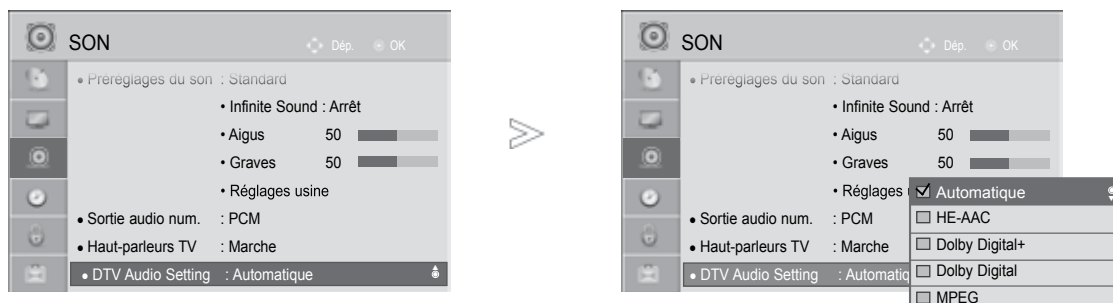 SON
Dép. OK
• Préréglages du son : Standard
• Infinite Sound : Arrêt
• Aigus 50
• Graves 50
• Réglages usine
• Sortie audio num. : PCM
• Haut-parleurs TV : Marche
• DTV Audio Setting : Automatique
SON
Dép. OK
• Préréglages du son : Standard
• Infinite Sound : Arrêt
• Aigus 50
• Graves 50
• Réglages
• Sortie audio num. : PCM
• Haut-parleurs TV : Marche
• DTV Audio Setting : Automatiq
Automatique
HE-AAC
Dolby Digital+
Dolby Digital
MPEG